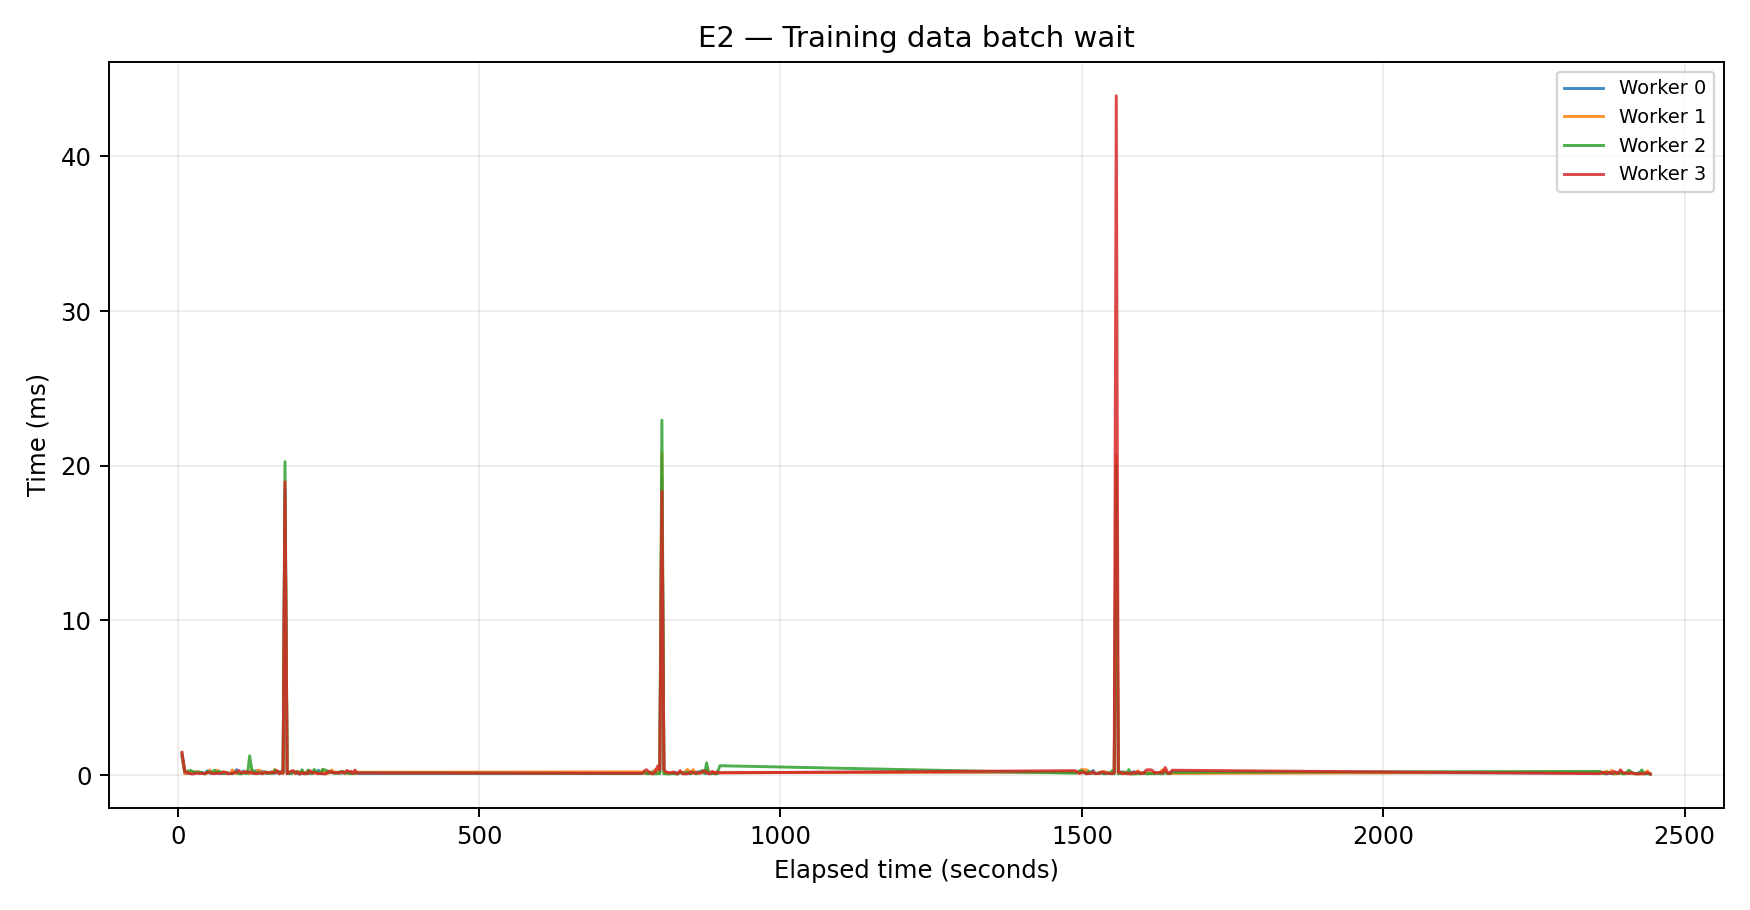 E2 — Training data batch wait
Worker 0
Worker 1
Worker 2
Worker 3
Time (ms)
40
30
20
10
0
0 500 1000 1500 2000 2500
Elapsed time (seconds)